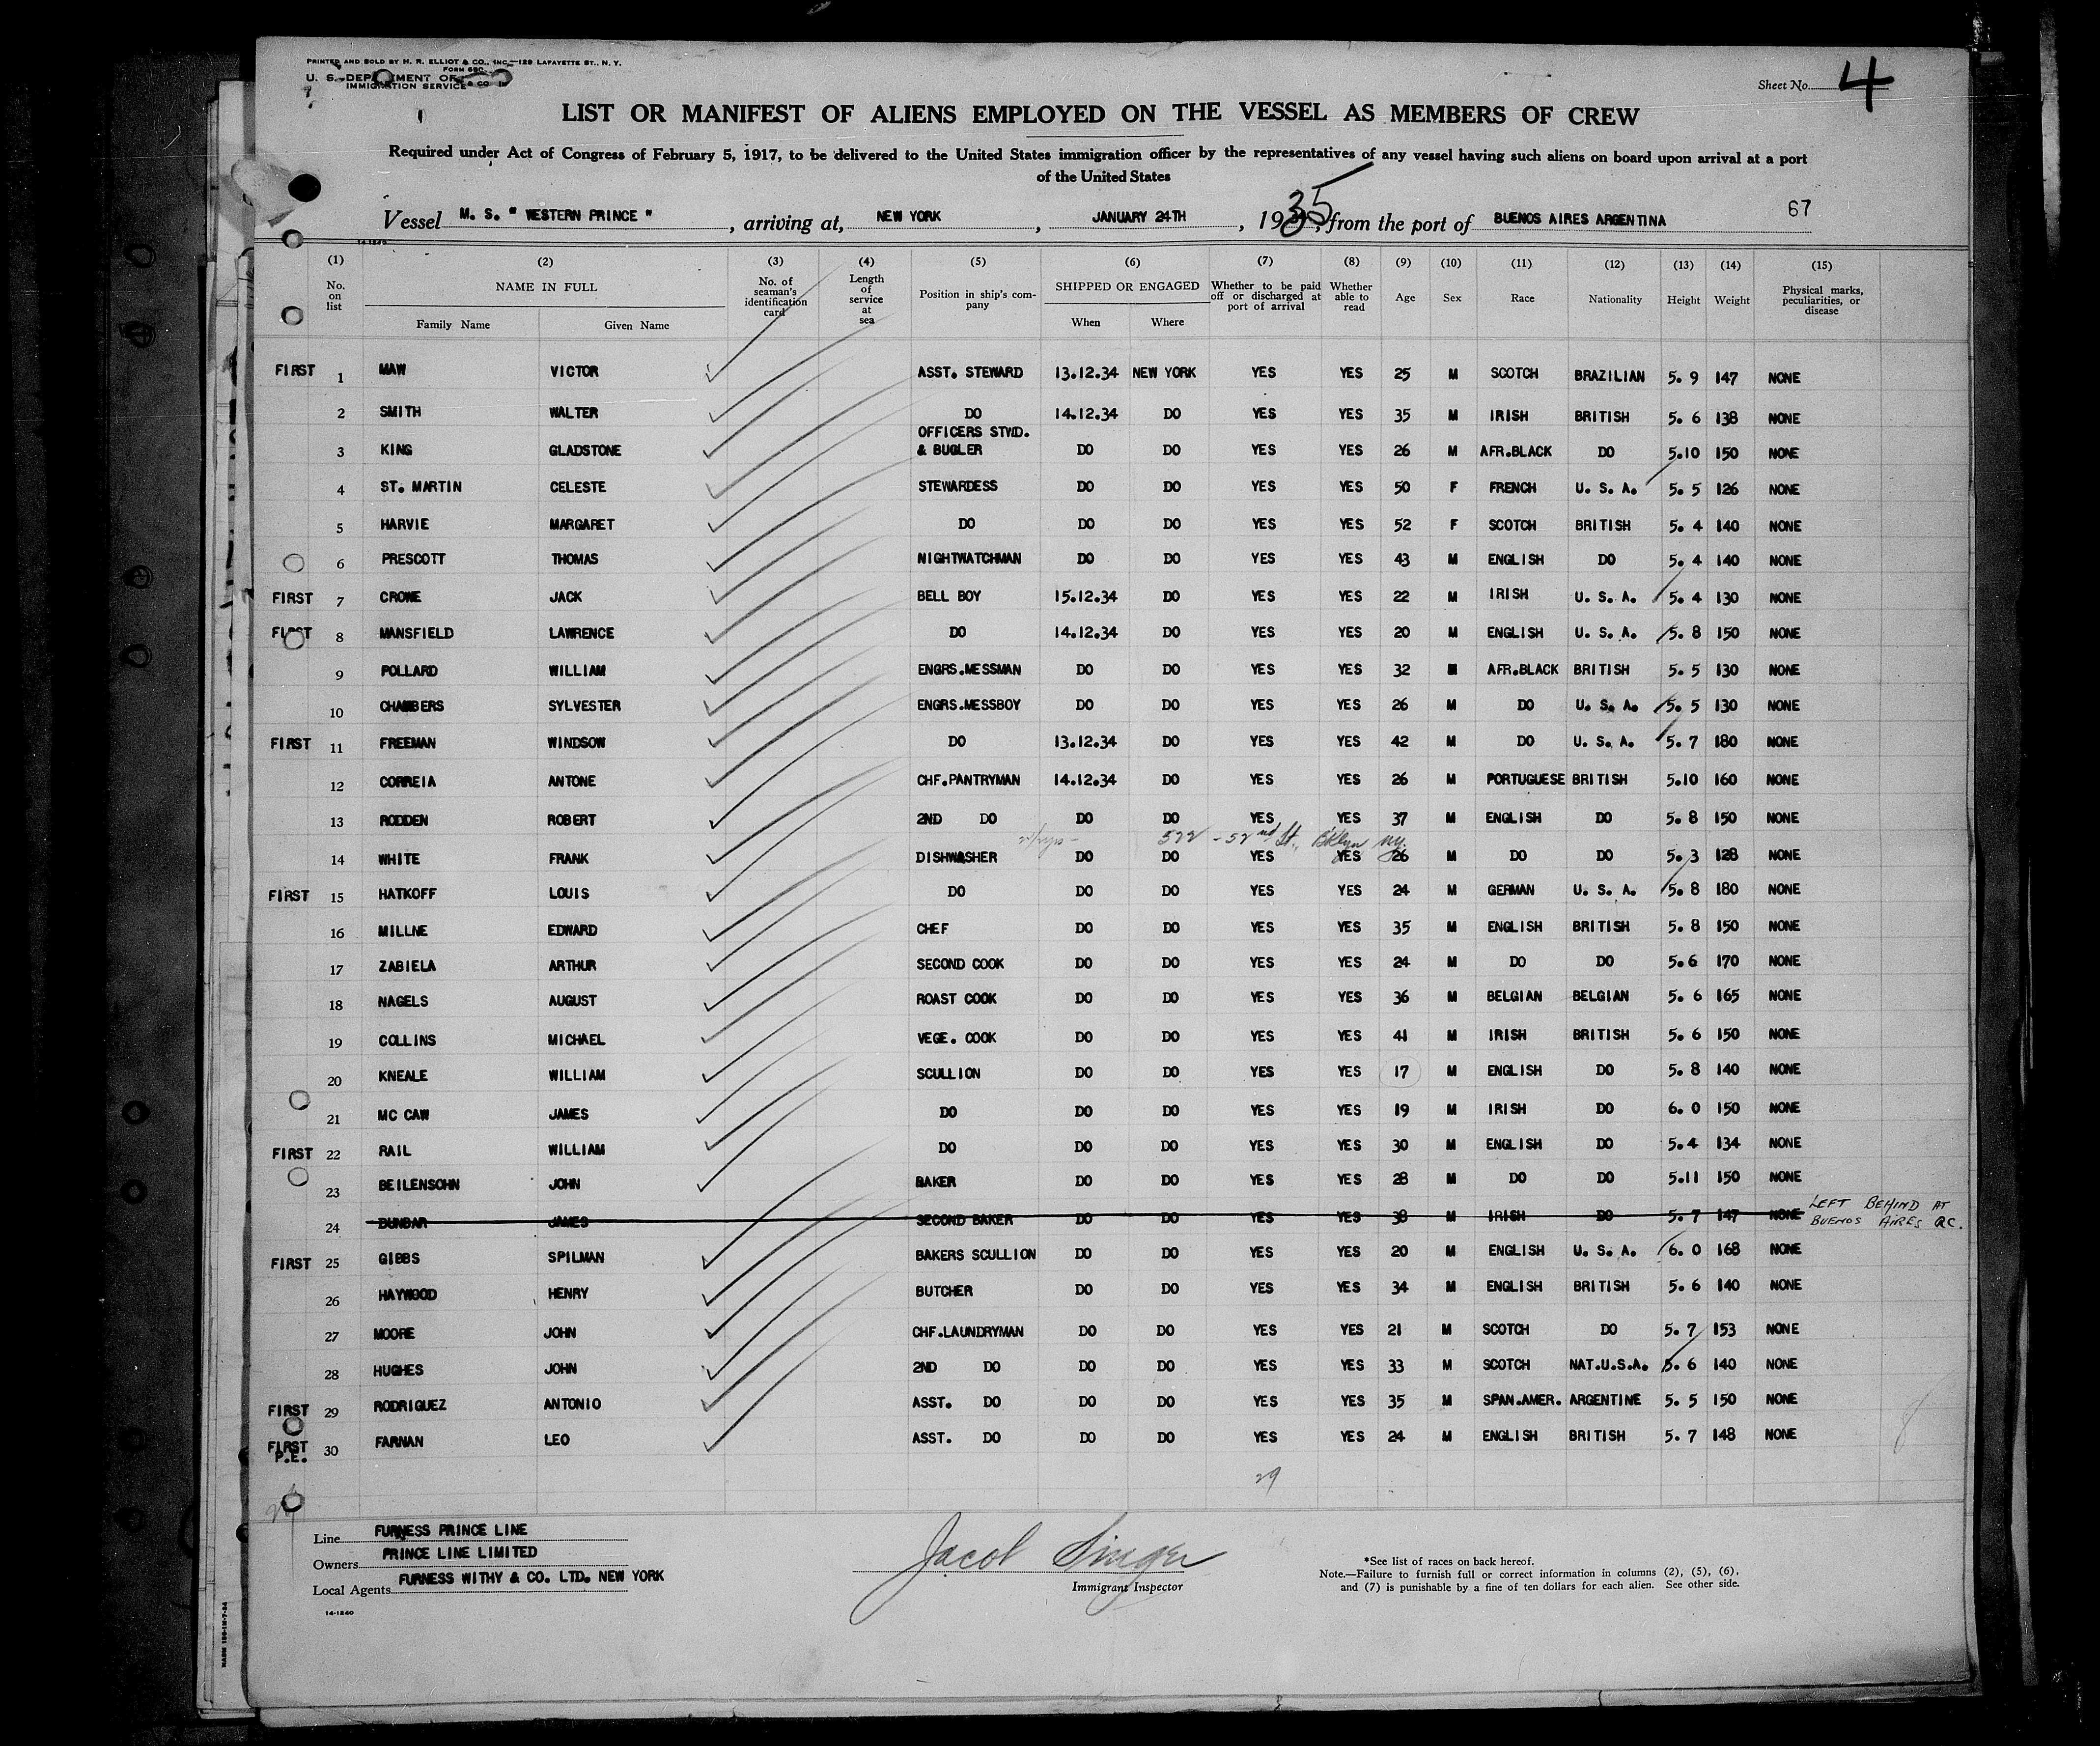 PRINTED AND SOLD BY H. R. ELLIOT & CO., INC.—129 LAFAYETTE ST., N. Y.
FORM 680
U. S. DEPARTMENT OF
IMMIGRATION SERVICE
Sheet No. 4
LIST OR MANIFEST OF ALIENS EMPLOYED ON THE VESSEL AS MEMBERS OF CREW
Required under Act of Congress of February 5, 1917, to be delivered to the United States immigration officer by the representatives of any vessel having such aliens on board upon arrival at a port
of the United States
Vessel M. S. " WESTERN PRINCE " , arriving at, NEW YORK , JANUARY 24TH , 1935, from the port of BUENOS AIRES ARGENTINA 67
14-1240
(1) (2) (3) (4) (5) (6) (7) (8) (9) (10) (11) (12) (13) (14) (15)
No. on list NAME IN FULL Family Name Given Name No. of seaman's identification card Length of service at sea Position in ship's company SHIPPED OR ENGAGED When Where Whether to be paid off or discharged at port of arrival Whether able to read Age Sex Race Nationality Height Weight Physical marks, peculiarities, or disease
FIRST 1 MAW VICTOR ASST. STEWARD 13.12.34 NEW YORK YES YES 25 M SCOTCH BRAZILIAN 5. 9 147 NONE
2 SMITH WALTER DO 14.12.34 DO YES YES 35 M IRISH BRITISH 5. 6 138 NONE
3 KING GLADSTONE OFFICERS STWD. & BUGLER DO DO YES YES 26 M AFR.BLACK DO 5.10 150 NONE
4 ST. MARTIN CELESTE STEWARDESS DO DO YES YES 50 F FRENCH U. S. A. 5. 5 126 NONE
5 HARVIE MARGARET DO DO DO YES YES 52 F SCOTCH BRITISH 5. 4 140 NONE
6 PRESCOTT THOMAS NIGHTWATCHMAN DO DO YES YES 43 M ENGLISH DO 5. 4 140 NONE
FIRST 7 CROWE JACK BELL BOY 15.12.34 DO YES YES 22 M IRISH U. S. A. 5. 4 130 NONE
FIRST 8 MANSFIELD LAWRENCE DO 14.12.34 DO YES YES 20 M ENGLISH U. S. A. 5. 8 150 NONE
9 POLLARD WILLIAM ENGRS.MESSMAN DO DO YES YES 32 M AFR.BLACK BRITISH 5. 5 130 NONE
10 CHAMBERS SYLVESTER ENGRS.MESSBOY DO DO YES YES 26 M DO U. S. A. 5. 5 130 NONE
FIRST 11 FREEMAN WINDSOW DO 13.12.34 DO YES YES 42 M DO U. S. A. 5. 7 180 NONE
12 CORREIA ANTONE CHF.PANTRYMAN 14.12.34 DO YES YES 26 M PORTUGUESE BRITISH 5.10 160 NONE
13 RODDEN ROBERT 2ND DO DO DO YES YES 37 M ENGLISH DO 5. 8 150 NONE
572 - 52nd St., Bklyn NY.
14 WHITE FRANK DISHWASHER DO DO YES YES 26 M DO DO 5. 3 128 NONE
FIRST 15 HATKOFF LOUIS DO DO DO YES YES 24 M GERMAN U. S. A. 5. 8 180 NONE
16 MILLNE EDWARD CHEF DO DO YES YES 35 M ENGLISH BRITISH 5. 8 150 NONE
17 ZABIELA ARTHUR SECOND COOK DO DO YES YES 24 M DO DO 5.6 170 NONE
18 NAGELS AUGUST ROAST COOK DO DO YES YES 36 M BELGIAN BELGIAN 5. 6 165 NONE
19 COLLINS MICHAEL VEGE. COOK DO DO YES YES 41 M IRISH BRITISH 5. 6 150 NONE
20 KNEALE WILLIAM SCULLION DO DO YES YES 17 M ENGLISH DO 5. 8 140 NONE
21 MC CAW JAMES DO DO DO YES YES 19 M IRISH DO 6. 0 150 NONE
FIRST 22 RAIL WILLIAM DO DO DO YES YES 30 M ENGLISH DO 5.4 134 NONE
23 BEILENSOHN JOHN BAKER DO DO YES YES 28 M DO DO 5.11 150 NONE
24 DUNBAR JAMES SECOND BAKER DO DO YES YES 38 M IRISH DO 5. 7 147 NONE LEFT BEHIND AT BUENOS AIRES RC.
FIRST 25 GIBBS SPILMAN BAKERS SCULLION DO DO YES YES 20 M ENGLISH U. S. A. 6. 0 168 NONE
26 HAYWOOD HENRY BUTCHER DO DO YES YES 34 M ENGLISH BRITISH 5. 6 140 NONE
27 MOORE JOHN CHF.LAUNDRYMAN DO DO YES YES 21 M SCOTCH DO 5. 7 153 NONE
28 HUGHES JOHN 2ND DO DO DO YES YES 33 M SCOTCH NAT.U.S.A. 5. 6 140 NONE
FIRST 29 RODRIGUEZ ANTONIO ASST. DO DO DO YES YES 35 M SPAN.AMER. ARGENTINE 5. 5 150 NONE
FIRST P.E. 30 FARNAN LEO ASST. DO DO DO YES YES 24 M ENGLISH BRITISH 5. 7 148 NONE
29
Line FURNESS PRINCE LINE
Owners PRINCE LINE LIMITED
Local Agents FURNESS WITHY & CO. LTD. NEW YORK
14-1240
Jacob Singer
Immigrant Inspector
*See list of races on back hereof.
Note.—Failure to furnish full or correct information in columns (2), (5), (6),
and (7) is punishable by a fine of ten dollars for each alien. See other side.